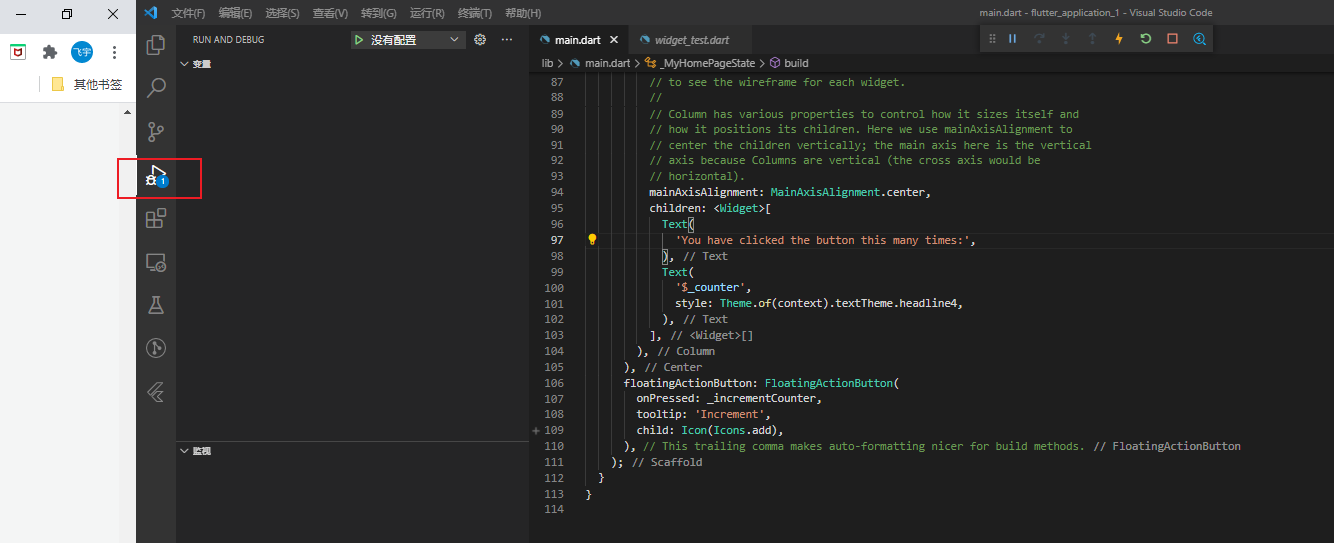 飞宇
其他书签
文件(F) 编辑(E) 选择(S) 查看(V) 转到(G) 运行(R) 终端(T) 帮助(H)
main.dart - flutter_application_1 - Visual Studio Code
RUN AND DEBUG
没有配置
变量
1
监视
main.dart
widget_test.dart
lib > main.dart > _MyHomePageState > build
87 // to see the wireframe for each widget.
88 //
89 // Column has various properties to control how it sizes itself and
90 // how it positions its children. Here we use mainAxisAlignment to
91 // center the children vertically; the main axis here is the vertical
92 // axis because Columns are vertical (the cross axis would be
93 // horizontal).
94 mainAxisAlignment: MainAxisAlignment.center,
95 children: <Widget>[
96 Text(
97 'You have clicked the button this many times:',
98 ), // Text
99 Text(
100 '$_counter',
101 style: Theme.of(context).textTheme.headline4,
102 ), // Text
103 ], // <Widget>[]
104 ), // Column
105 ), // Center
106 floatingActionButton: FloatingActionButton(
107 onPressed: _incrementCounter,
108 tooltip: 'Increment',
109 child: Icon(Icons.add),
110 ), // This trailing comma makes auto-formatting nicer for build methods. // FloatingActionButton
111 ); // Scaffold
112 }
113 }
114